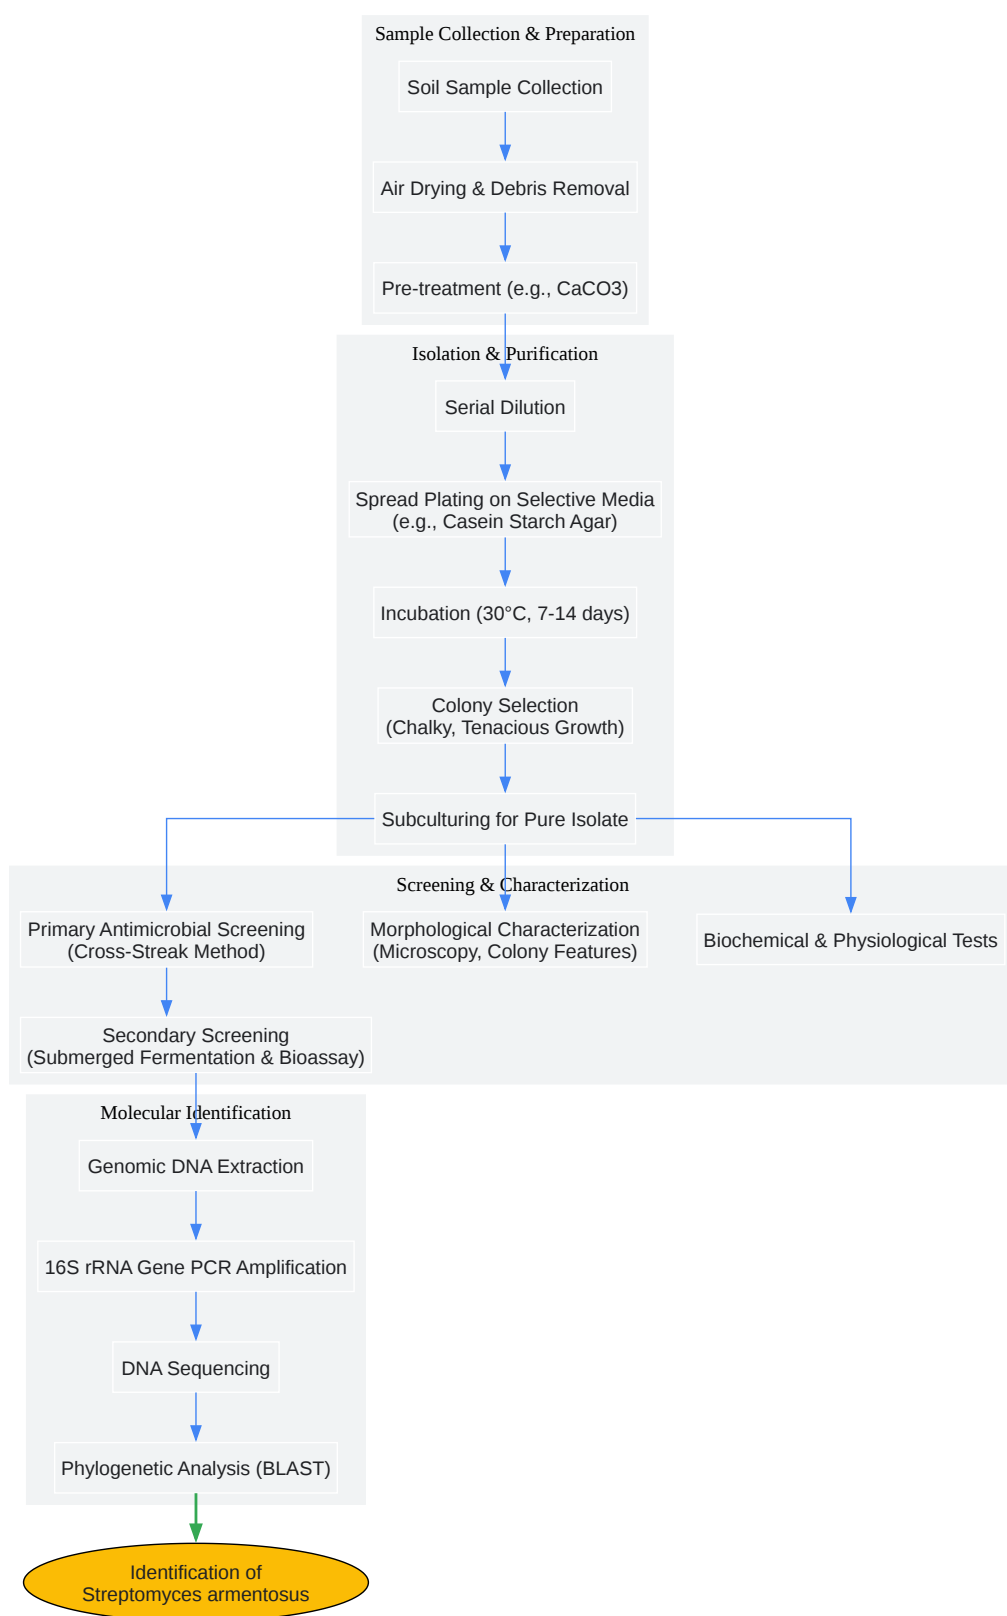 Sample Collection & Preparation
Soil Sample Collection
Air Drying & Debris Removal
Pre-treatment (e.g., CaCO3)
Isolation & Purification
Serial Dilution
Spread Plating on Selective Media
(e.g., Casein Starch Agar)
Incubation (30°C, 7-14 days)
Colony Selection
(Chalky, Tenacious Growth)
Subculturing for Pure Isolate
Screening & Characterization
Primary Antimicrobial Screening
(Cross-Streak Method)
Morphological Characterization
(Microscopy, Colony Features)
Biochemical & Physiological Tests
Secondary Screening
(Submerged Fermentation & Bioassay)
Molecular Identification
Genomic DNA Extraction
16S rRNA Gene PCR Amplification
DNA Sequencing
Phylogenetic Analysis (BLAST)
Identification of
Streptomyces armentosus